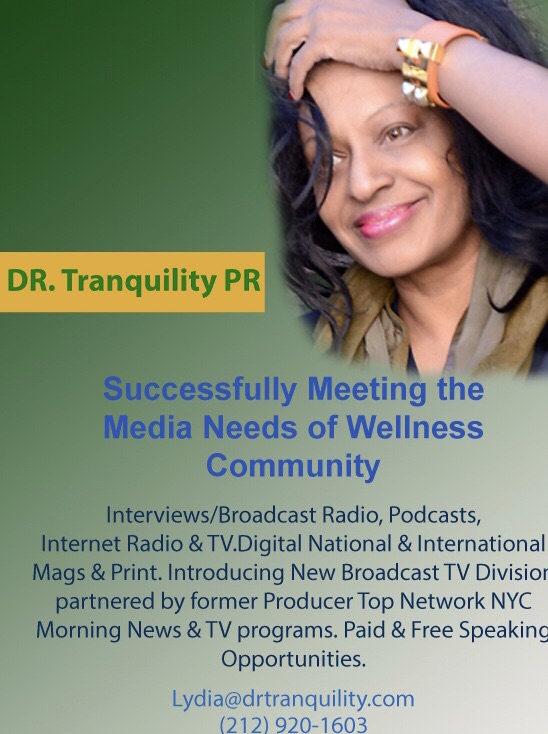 DR. Tranquility PR
Successfully Meeting the
Media Needs of Wellness
Community
Interviews/Broadcast Radio, Podcasts,
Internet Radio & TV.Digital National & International
Mags & Print. Introducing New Broadcast TV Division
partnered by former Producer Top Network NYC
Morning News & TV programs. Paid & Free Speaking
Opportunities.
Lydia@drtranquility.com
(212) 920-1603